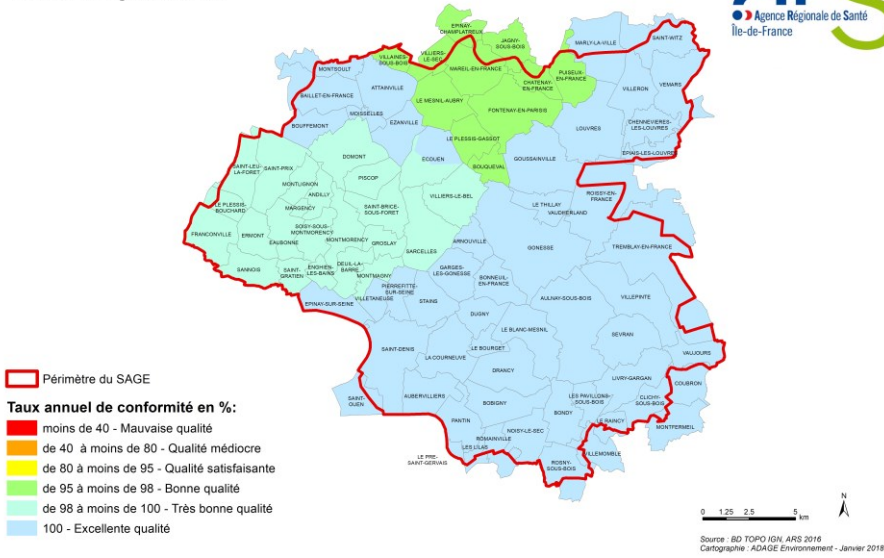 Agence Régionale de Santé
Île-de-France
EPINAY-
CHAMPLATREUX
JAGNY-
SOUS-BOIS
MARLY-LA-VILLE
SAINT-WITZ
VILLAINES-
SOUS-BOIS
VILLIERS-
LE-SEC
MAREIL-EN-FRANCE
CHATENAY-
EN-FRANCE
PUISEUX-
EN-FRANCE
MONTSOULT
BAILLET-EN-FRANCE
ATTAINVILLE
LE MESNIL-AUBRY
FONTENAY-EN-PARISIS
VILLERON
VEMARS
MOISSELLES
BOUFFEMONT
EZANVILLE
LOUVRES
CHENNEVIERES-
LES-LOUVRES
LE PLESSIS-GASSOT
EPIAIS-LES-LOUVRES
ECOUEN
BOUQUEVAL
GOUSSAINVILLE
DOMONT
SAINT-LEU-
LA-FORET
SAINT-PRIX
PISCOP
MONTLIGNON
ANDILLY
VILLIERS-LE-BEL
ROISSY-EN-
FRANCE
LE PLESSIS-
BOUCHARD
MARGENCY
SAINT-BRICE-
SOUS-FORET
LE THILLAY
VAUDHERLAND
SOISY-SOUS-
MONTMORENCY
FRANCONVILLE
ERMONT
EAUBONNE
MONTMORENCY
GROSLAY
SARCELLES
ARNOUVILLE
GONESSE
TREMBLAY-EN-FRANCE
SANNOIS
SAINT-
GRATIEN
ENGHIEN-
LES-BAINS
DEUIL-LA-
BARRE
MONTMAGNY
GARGES-
LES-GONESSE
BONNEUIL-
EN-FRANCE
PIERREFITTE-
SUR-SEINE
VILLETANEUSE
EPINAY-SUR-SEINE
STAINS
AULNAY-SOUS-BOIS
VILLEPINTE
DUGNY
LE BLANC-MESNIL
SEVRAN
SAINT-DENIS
LE BOURGET
LA COURNEUVE
VAUJOURS
DRANCY
LIVRY-GARGAN
COUBRON
SAINT-
OUEN
AUBERVILLIERS
BOBIGNY
LES PAVILLONS-
SOUS-BOIS
CLICHY-
SOUS-BOIS
BONDY
PANTIN
LE RAINCY
MONTFERMEIL
NOISY-LE-SEC
ROMAINVILLE
LES LILAS
LE PRE-
SAINT-GERVAIS
VILLEMOMBLE
ROSNY-
SOUS-BOIS
Périmètre du SAGE
Taux annuel de conformité en %:
moins de 40 - Mauvaise qualité
de 40 à moins de 80 - Qualité médiocre
de 80 à moins de 95 - Qualité satisfaisante
de 95 à moins de 98 - Bonne qualité
de 98 à moins de 100 - Très bonne qualité
100 - Excellente qualité
0 1.25 2.5 5
km
N
Source : BD TOPO IGN, ARS 2016
Cartographie : ADAGE Environnement - Janvier 2018